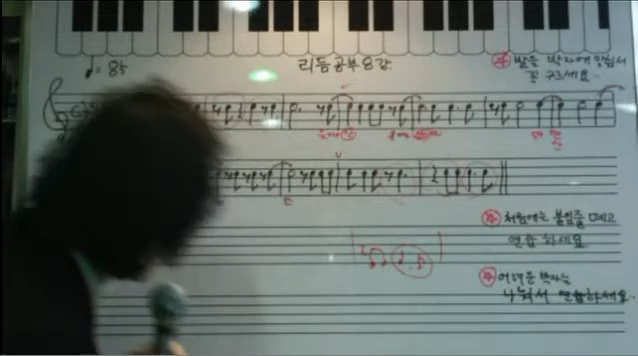 ♩= 85
리듬공부8강
발을 박자에 맞춰서
꼭 구르세요..
처음에는 붙임줄 떼고
연습 하세요
어려운 박자는
나눠서 연습하세요..